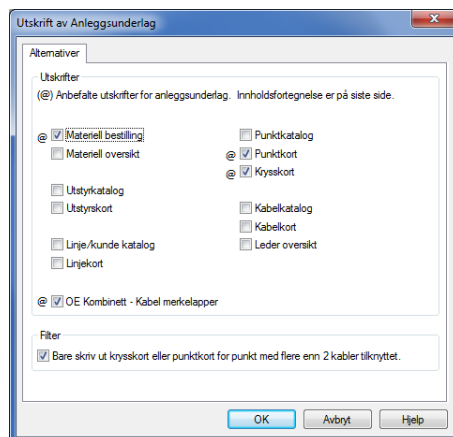 Utskrift av Anleggsunderlag
x
Alternativer
Utskrifter
(@) Anbefalte utskrifter for anleggsunderlag. Innholdsfortegnelse er på siste side.
@ Materiell bestilling
Punktkatalog
Materiell oversikt
@ Punktkort
@ Krysskort
Utstyrkatalog
Utstyrskort
Kabelkatalog
Kabelkort
Linje/kunde katalog
Leder oversikt
Linjekort
@ OE Kombinett - Kabel merkelapper
Filter
Bare skriv ut krysskort eller punktkort for punkt med flere enn 2 kabler tilknyttet.
OK
Avbryt
Hjelp